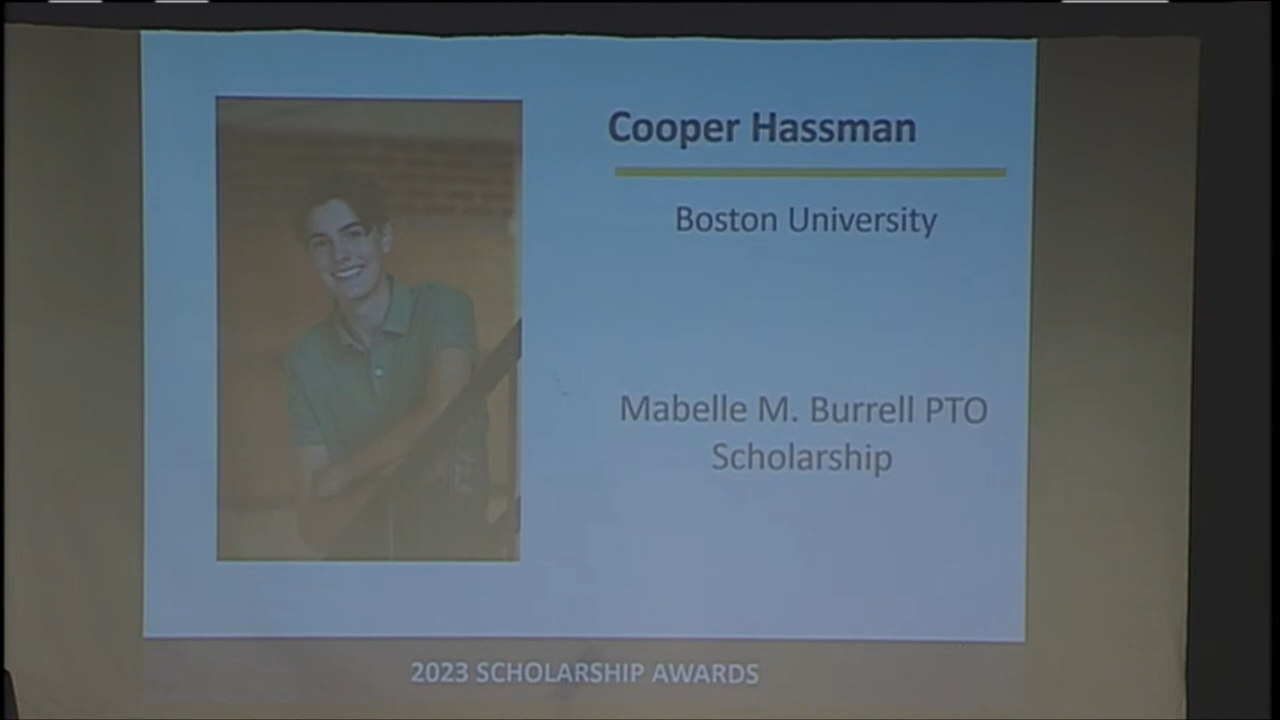 Cooper Hassman
Boston University
Mabelle M. Burrell PTO
Scholarship
2023 SCHOLARSHIP AWARDS